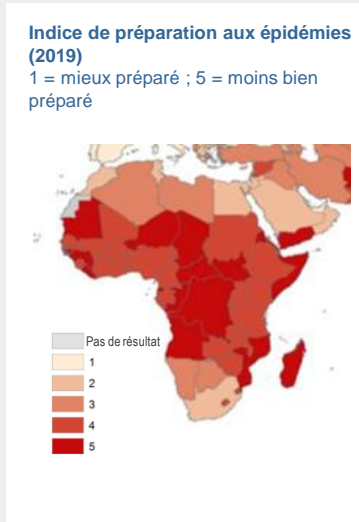 Indice de préparation aux épidémies
(2019)
1 = mieux préparé ; 5 = moins bien
préparé
Pas de résultat
1
2
3
4
5